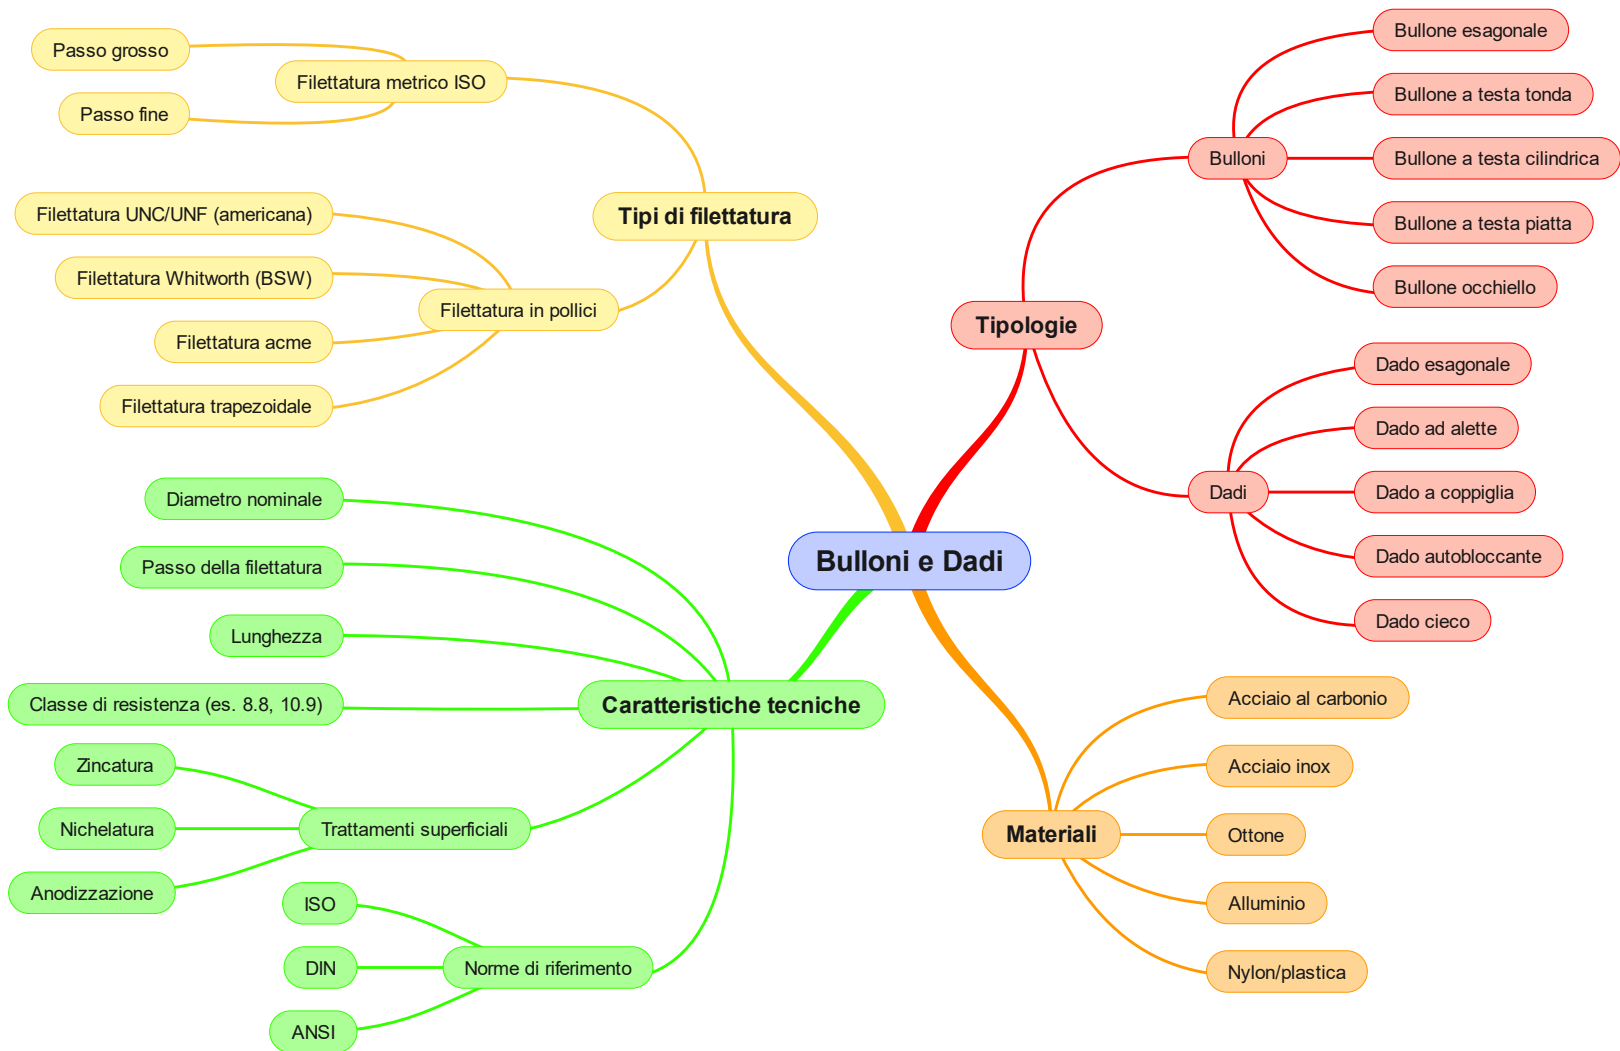 Bulloni e Dadi
Tipologie
Bulloni
Bullone esagonale
Bullone a testa tonda
Bullone a testa cilindrica
Bullone a testa piatta
Bullone occhiello
Dadi
Dado esagonale
Dado ad alette
Dado a coppiglia
Dado autobloccante
Dado cieco
Materiali
Acciaio al carbonio
Acciaio inox
Ottone
Alluminio
Nylon/plastica
Tipi di filettatura
Filettatura metrico ISO
Passo grosso
Passo fine
Filettatura in pollici
Filettatura UNC/UNF (americana)
Filettatura Whitworth (BSW)
Filettatura acme
Filettatura trapezoidale
Caratteristiche tecniche
Diametro nominale
Passo della filettatura
Lunghezza
Classe di resistenza (es. 8.8, 10.9)
Trattamenti superficiali
Zincatura
Nichelatura
Anodizzazione
Norme di riferimento
ISO
DIN
ANSI